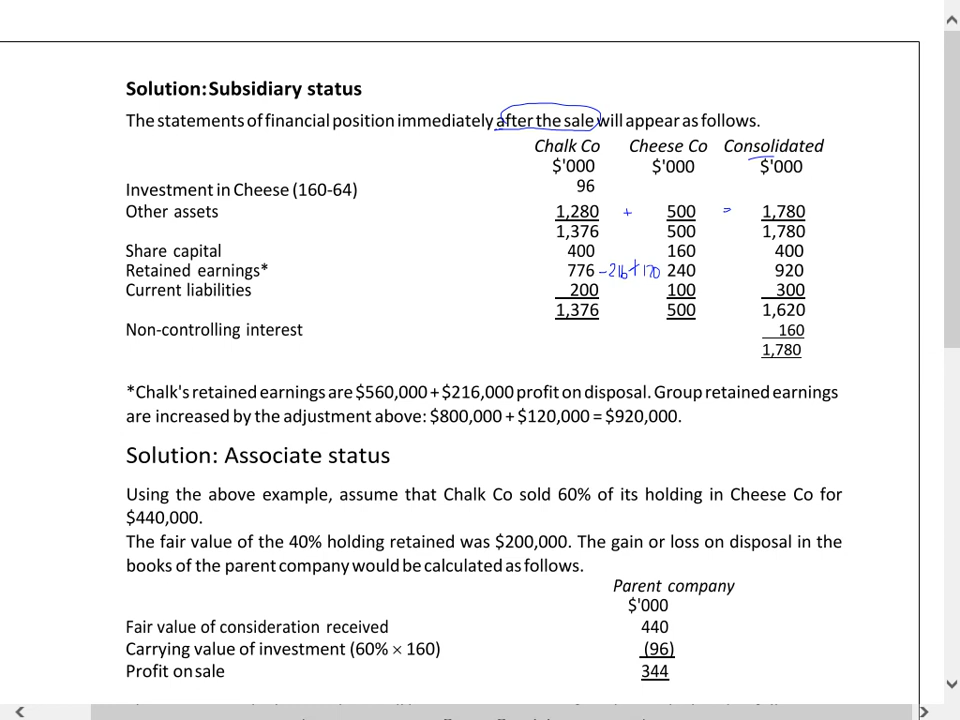 Solution: Subsidiary status
The statements of financial position immediately after the sale will appear as follows.
Chalk Co Cheese Co Consolidated
$'000 $'000 $'000
Investment in Cheese (160-64) 96
Other assets 1,280 + 500 = 1,780
1,376 500 1,780
Share capital 400 160 400
Retained earnings* 776 -216+120 240 920
Current liabilities 200 100 300
1,376 500 1,620
Non-controlling interest 160
1,780
*Chalk's retained earnings are $560,000 + $216,000 profit on disposal. Group retained earnings
are increased by the adjustment above: $800,000 + $120,000 = $920,000.
Solution: Associate status
Using the above example, assume that Chalk Co sold 60% of its holding in Cheese Co for
$440,000.
The fair value of the 40% holding retained was $200,000. The gain or loss on disposal in the
books of the parent company would be calculated as follows.
Parent company
$'000
Fair value of consideration received 440
Carrying value of investment (60% × 160) (96)
Profit on sale 344